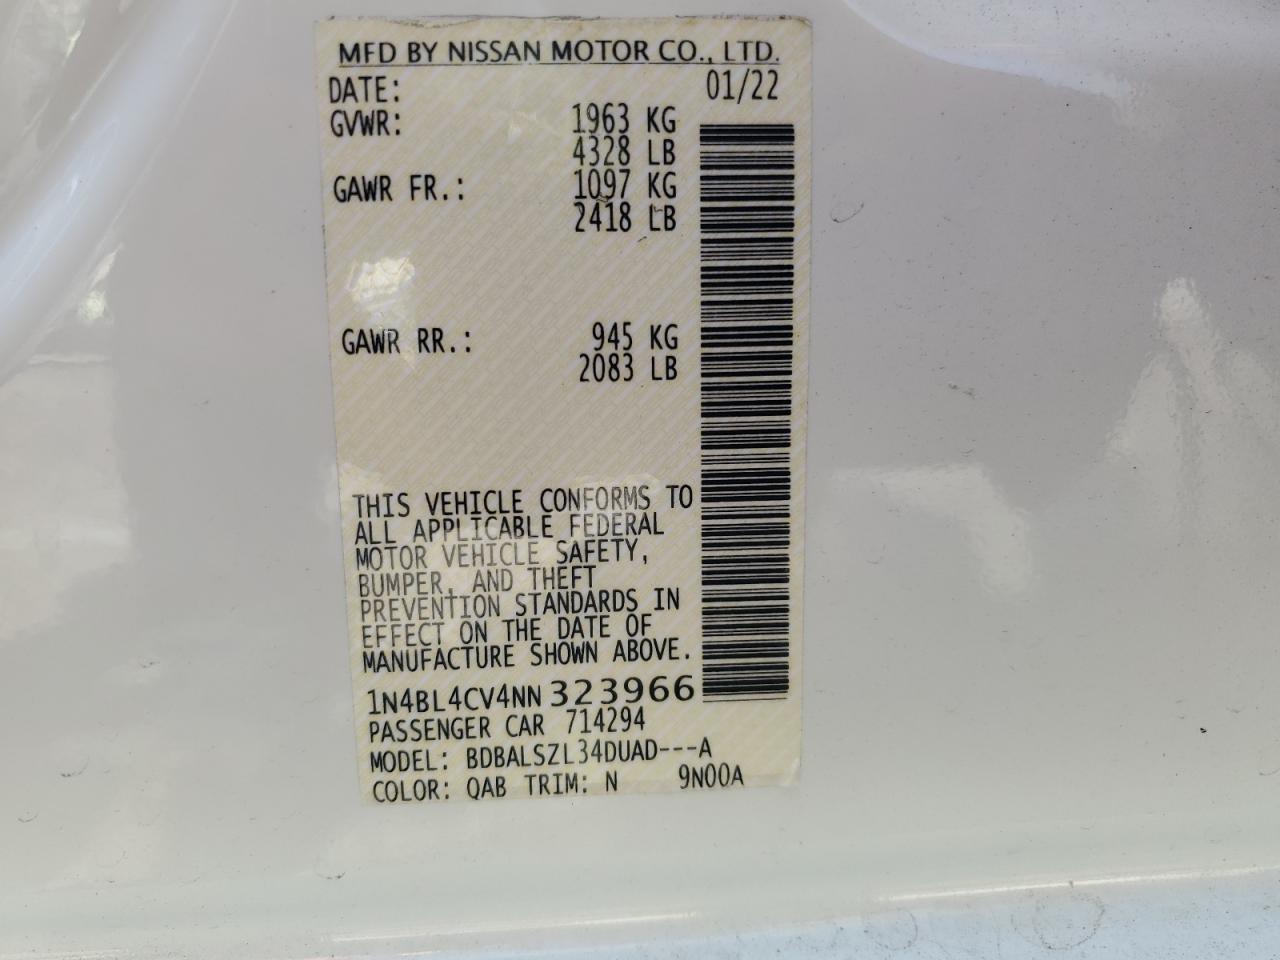 MFD BY NISSAN MOTOR CO., LTD.
DATE: 01/22
GVWR: 1963 KG
4328 LB
GAWR FR.: 1097 KG
2418 LB
GAWR RR.: 945 KG
2083 LB
THIS VEHICLE CONFORMS TO
ALL APPLICABLE FEDERAL
MOTOR VEHICLE SAFETY,
BUMPER, AND THEFT
PREVENTION STANDARDS IN
EFFECT ON THE DATE OF
MANUFACTURE SHOWN ABOVE.
1N4BL4CV4NN 323966
PASSENGER CAR 714294
MODEL: BDBALSZL34DUAD---A
COLOR: QAB TRIM: N 9N00A